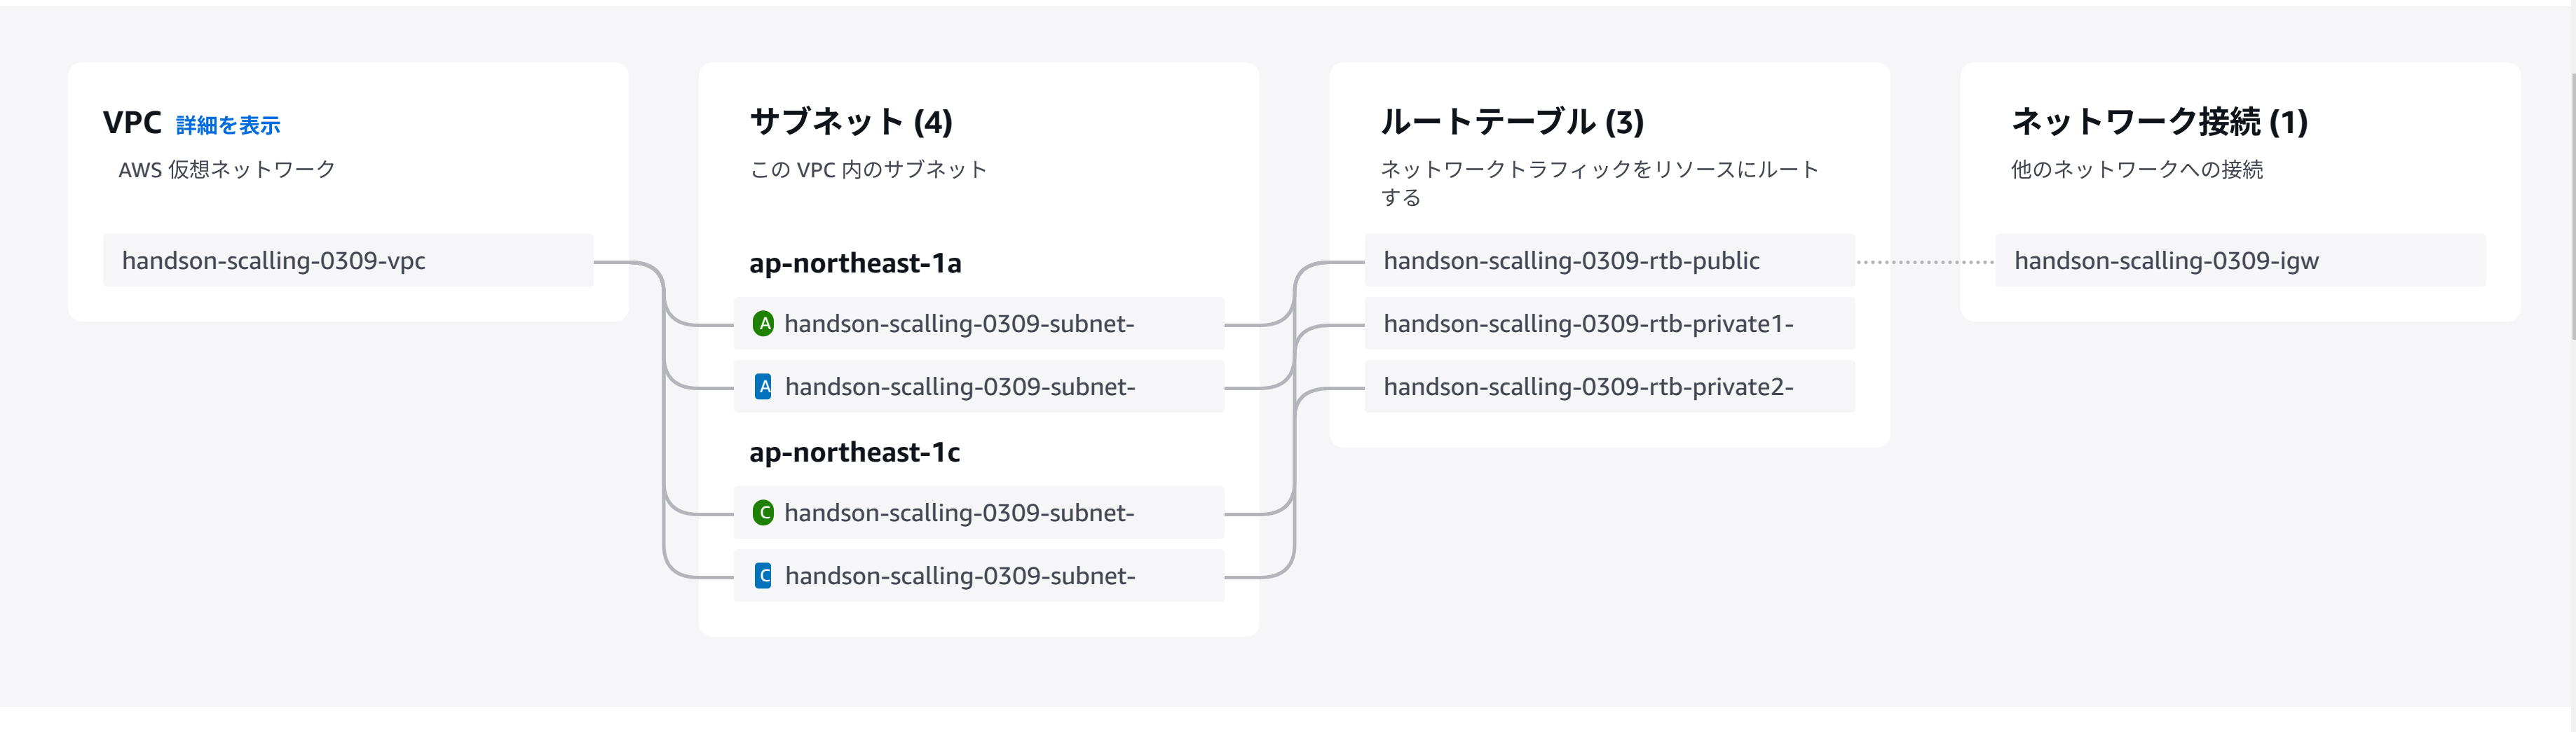 VPC 詳細を表示
AWS 仮想ネットワーク
handson-scalling-0309-vpc
サブネット (4)
この VPC 内のサブネット
ap-northeast-1a
A handson-scalling-0309-subnet-
A handson-scalling-0309-subnet-
ap-northeast-1c
C handson-scalling-0309-subnet-
C handson-scalling-0309-subnet-
ルートテーブル (3)
ネットワークトラフィックをリソースにルート
する
handson-scalling-0309-rtb-public
handson-scalling-0309-rtb-private1-
handson-scalling-0309-rtb-private2-
ネットワーク接続 (1)
他のネットワークへの接続
handson-scalling-0309-igw